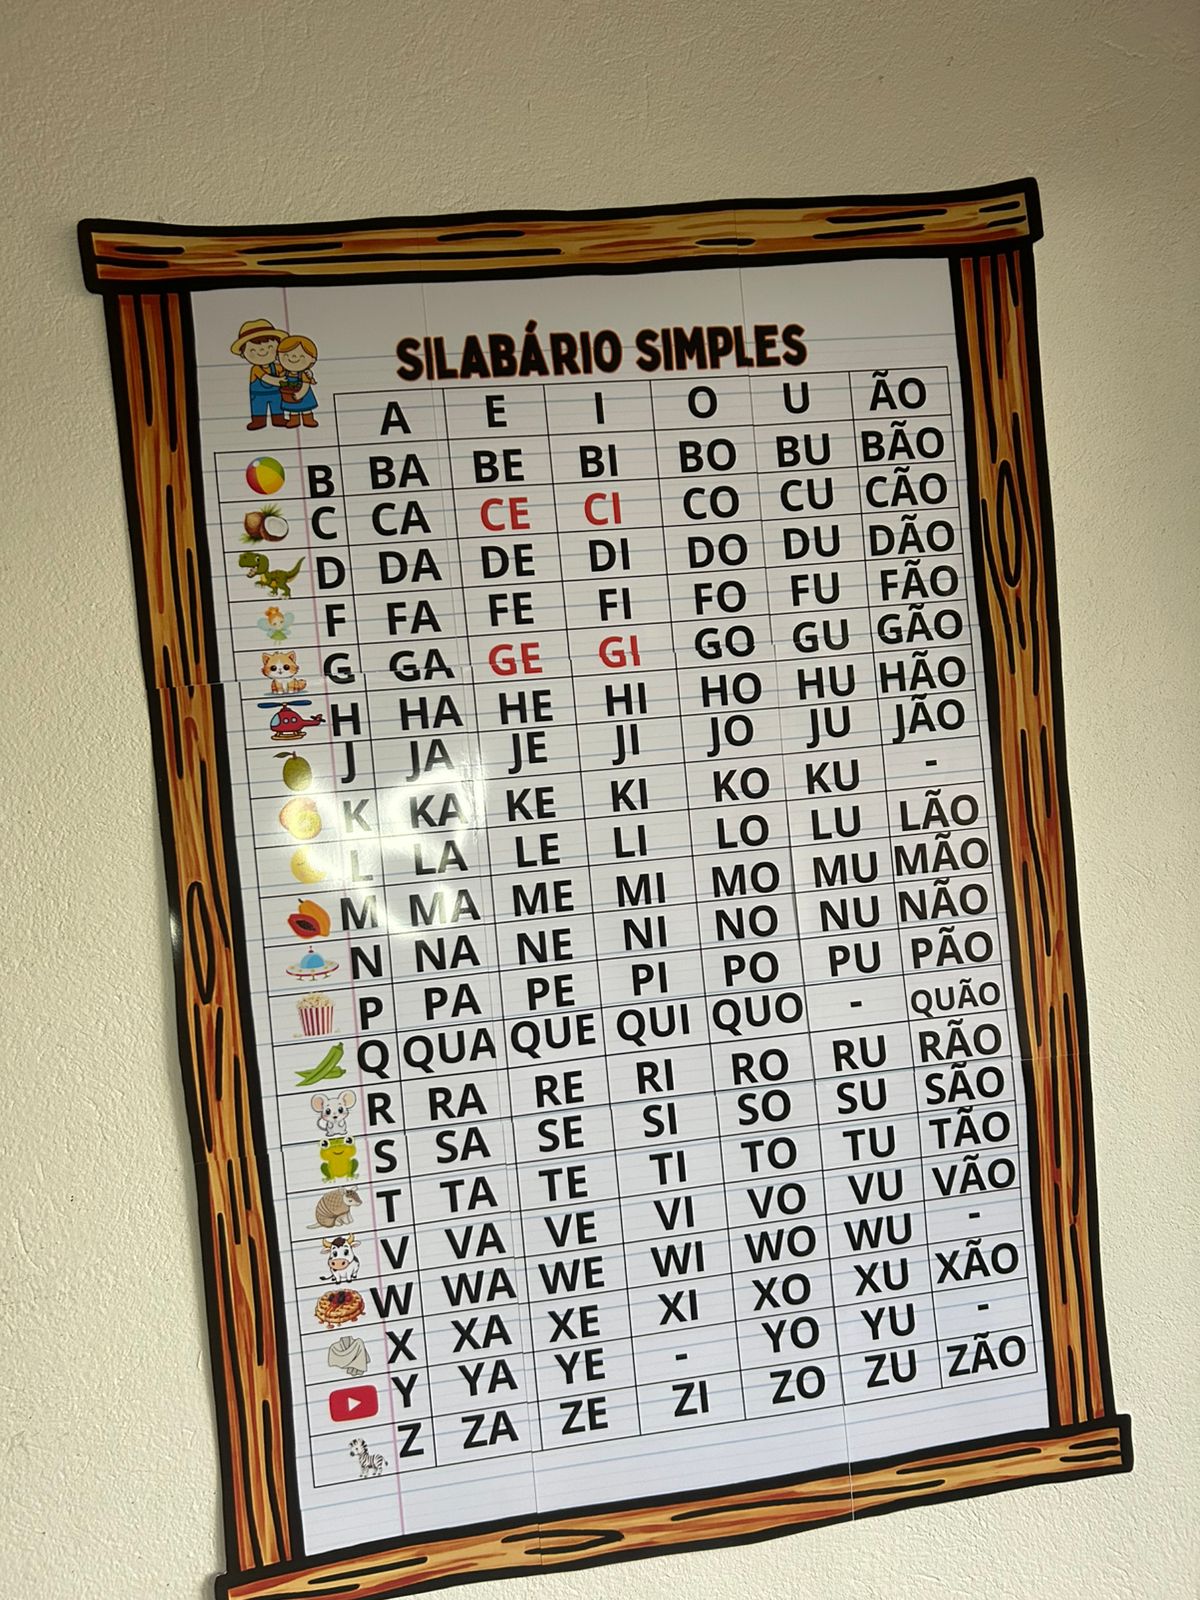 SILABÁRIO SIMPLES
A E I O U ÃO
B BA BE BI BO BU BÃO
C CA CE CI CO CU CÃO
D DA DE DI DO DU DÃO
F FA FE FI FO FU FÃO
G GA GE GI GO GU GÃO
H HA HE HI HO HU HÃO
J JA JE JI JO JU JÃO
K KA KE KI KO KU -
L LA LE LI LO LU LÃO
M MA ME MI MO MU MÃO
N NA NE NI NO NU NÃO
P PA PE PI PO PU PÃO
Q QUA QUE QUI QUO - QUÃO
R RA RE RI RO RU RÃO
S SA SE SI SO SU SÃO
T TA TE TI TO TU TÃO
V VA VE VI VO VU VÃO
W WA WE WI WO WU -
X XA XE XI XO XU XÃO
Y YA YE - YO YU -
Z ZA ZE ZI ZO ZU ZÃO